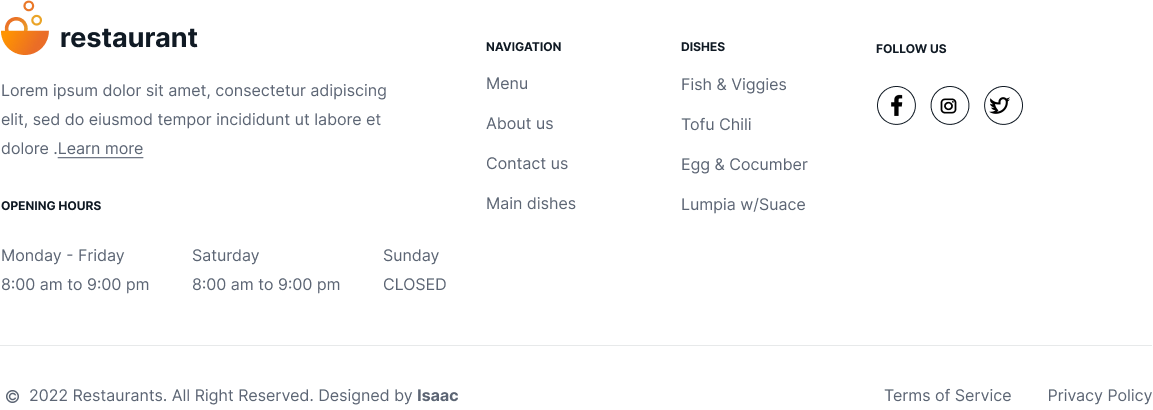 restaurant
Lorem ipsum dolor sit amet, consectetur adipiscing
elit, sed do eiusmod tempor incididunt ut labore et
dolore .Learn more
OPENING HOURS
Monday - Friday
8:00 am to 9:00 pm
Saturday
8:00 am to 9:00 pm
Sunday
CLOSED
NAVIGATION
Menu
About us
Contact us
Main dishes
DISHES
Fish & Viggies
Tofu Chili
Egg & Cocumber
Lumpia w/Suace
FOLLOW US
© 2022 Restaurants. All Right Reserved. Designed by Isaac
Terms of Service
Privacy Policy